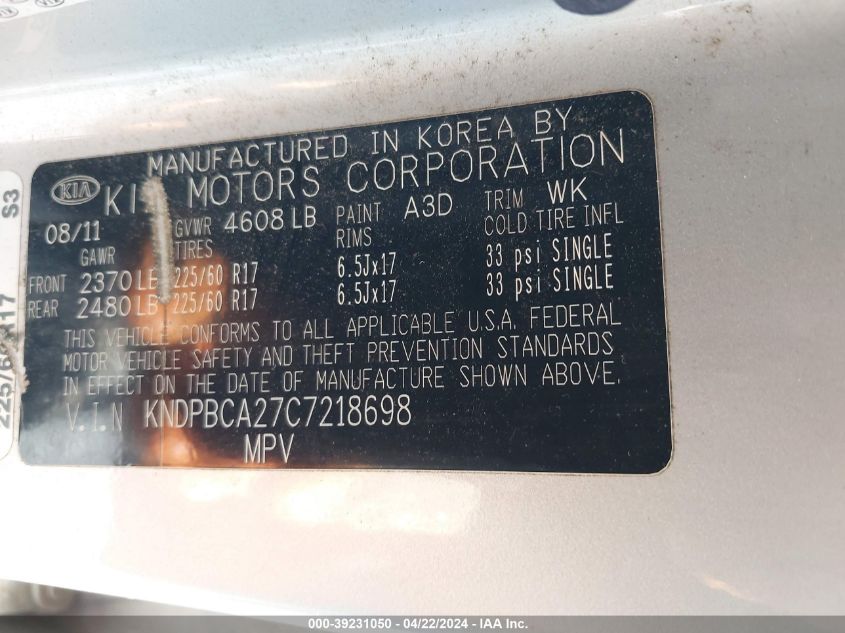 MANUFACTURED IN KOREA BY
KIA KI MOTORS CORPORATION
08/11 GVWR 4608 LB PAINT A3D TRIM WK
GAWR TIRES RIMS COLD TIRE INFL
FRONT 2370 LB 225/60 R17 6.5Jx17 33 psi SINGLE
REAR 2480 LB 225/60 R17 6.5Jx17 33 psi SINGLE
THIS VEHICLE CONFORMS TO ALL APPLICABLE U.S.A. FEDERAL
MOTOR VEHICLE SAFETY AND THEFT PREVENTION STANDARDS
IN EFFECT ON THE DATE OF MANUFACTURE SHOWN ABOVE.
V.I.N KNDPBCA27C7218698
MPV
S3
000-39231050 / 04/22/2024 - IAA Inc.